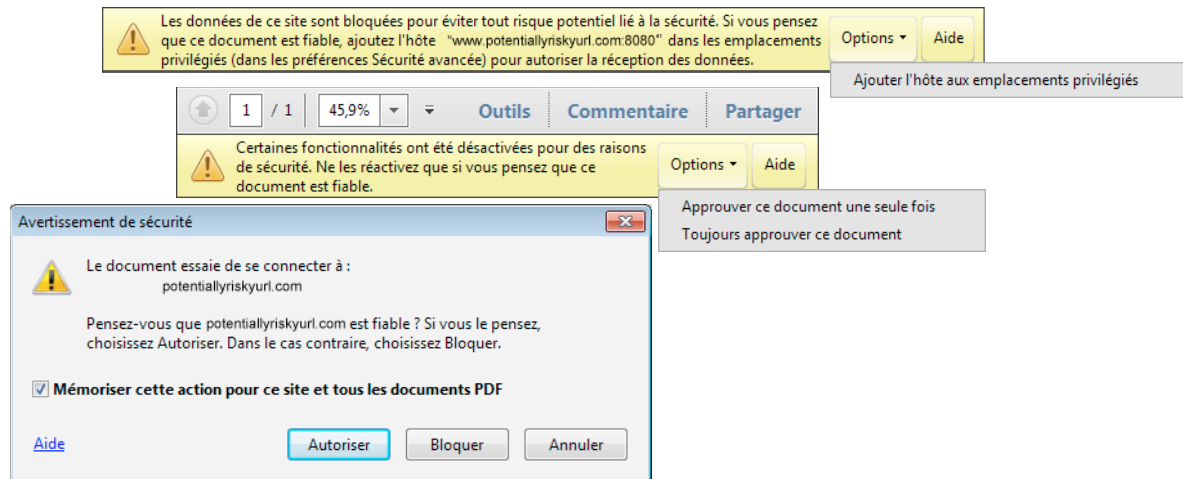 Les données de ce site sont bloquées pour éviter tout risque potentiel lié à la sécurité. Si vous pensez
que ce document est fiable, ajoutez l'hôte "www.potentiallyriskyurl.com:8080" dans les emplacements
privilégiés (dans les préférences Sécurité avancée) pour autoriser la réception des données.
Options
Aide
Ajouter l'hôte aux emplacements privilégiés
1 / 1
45,9%
Outils
Commentaire
Partager
Certaines fonctionnalités ont été désactivées pour des raisons
de sécurité. Ne les réactivez que si vous pensez que ce
document est fiable.
Options
Aide
Approuver ce document une seule fois
Toujours approuver ce document
Avertissement de sécurité
Le document essaie de se connecter à :
potentiallyriskyurl.com
Pensez-vous que potentiallyriskyurl.com est fiable ? Si vous le pensez,
choisissez Autoriser. Dans le cas contraire, choisissez Bloquer.
Mémoriser cette action pour ce site et tous les documents PDF
Aide
Autoriser
Bloquer
Annuler